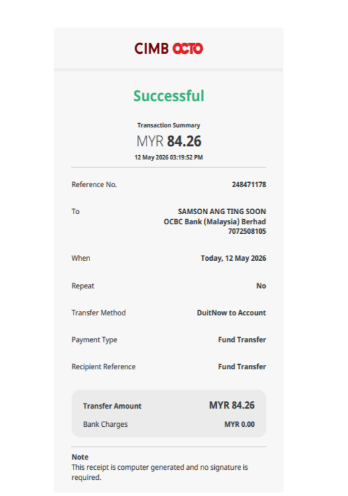 CIMB OCTO
Successful
Transaction Summary
MYR 84.26
12 May 2026 03:19:52 PM
Reference No. 248471178
To SAMSON ANG TING SOON
OCBC Bank (Malaysia) Berhad
7072508105
When Today, 12 May 2026
Repeat No
Transfer Method DuitNow to Account
Payment Type Fund Transfer
Recipient Reference Fund Transfer
Transfer Amount MYR 84.26
Bank Charges MYR 0.00
Note
This receipt is computer generated and no signature is
required.